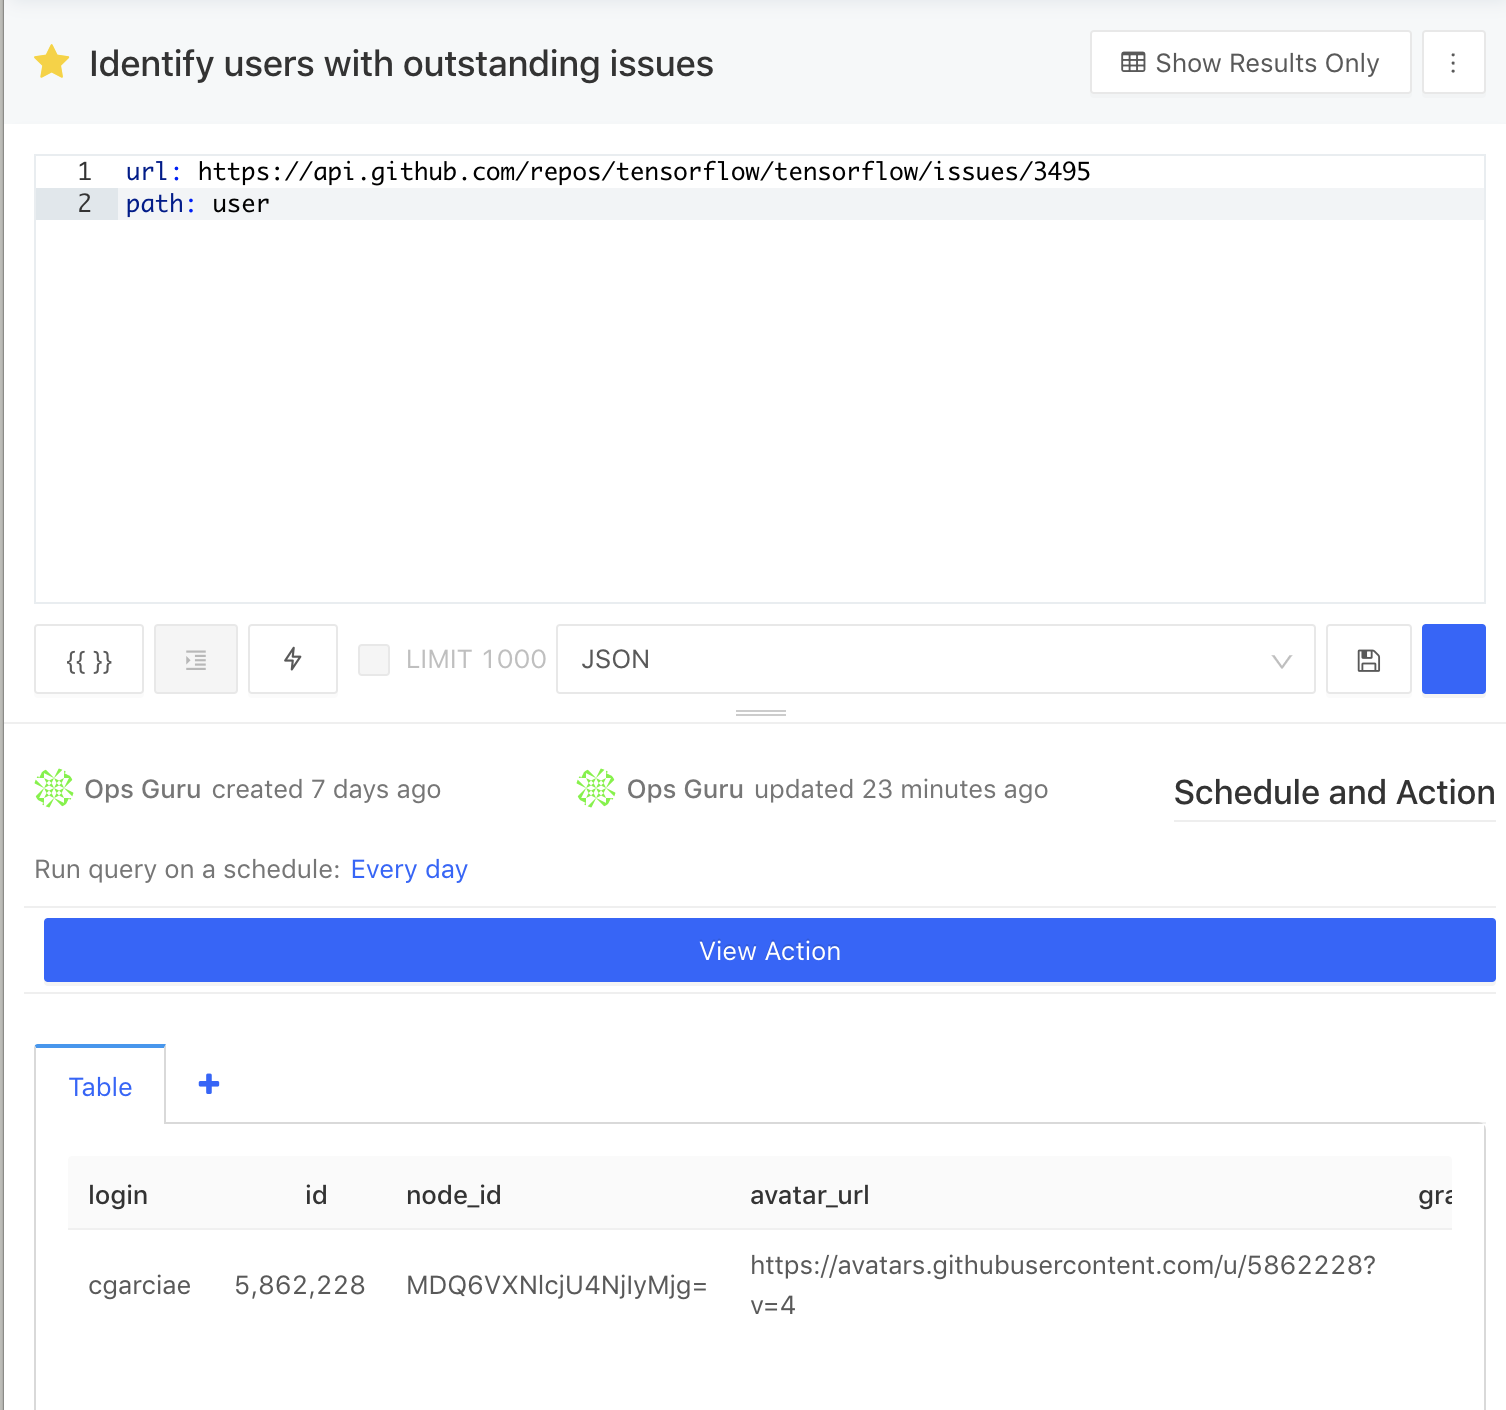 Identify users with outstanding issues
Show Results Only
1 url: https://api.github.com/repos/tensorflow/tensorflow/issues/3495
2 path: user
{{ }}
LIMIT 1000
JSON
Ops Guru created 7 days ago
Ops Guru updated 23 minutes ago
Schedule and Action
Run query on a schedule: Every day
View Action
Table
login id node_id avatar_url gra
cgarciae 5,862,228 MDQ6VXNlcjU4NjIyMjg= https://avatars.githubusercontent.com/u/5862228?
v=4